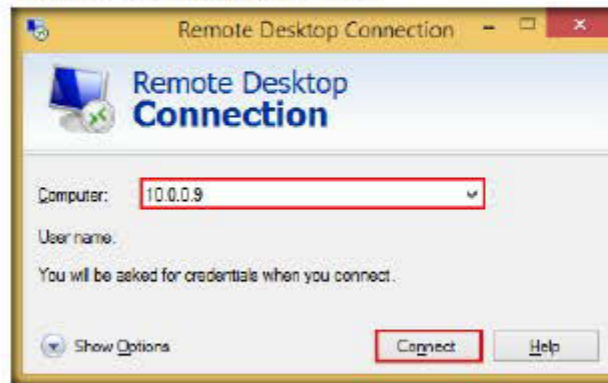 Remote Desktop Connection
Remote Desktop
Connection
Computer: 10.0.0.9
User name:
You will be asked for credentials when you connect.
Show Options
Connect
Help